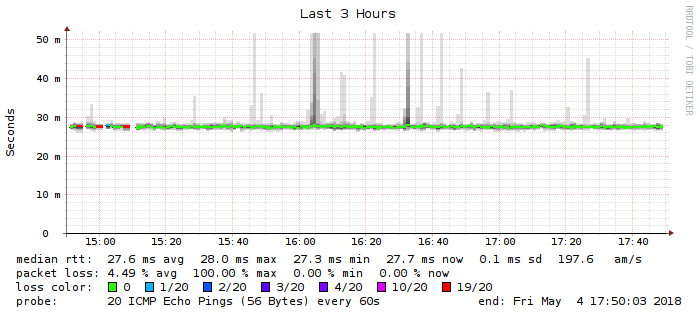 Last 3 Hours
RRDTOOL / TOBI OETIKER
Seconds
50 m
40 m
30 m
20 m
10 m
0
15:00 15:20 15:40 16:00 16:20 16:40 17:00 17:20 17:40
median rtt: 27.6 ms avg 28.0 ms max 27.3 ms min 27.7 ms now 0.1 ms sd 197.6 am/s
packet loss: 4.49 % avg 100.00 % max 0.00 % min 0.00 % now
loss color: 0 1/20 2/20 3/20 4/20 10/20 19/20
probe: 20 ICMP Echo Pings (56 Bytes) every 60s end: Fri May 4 17:50:03 2018